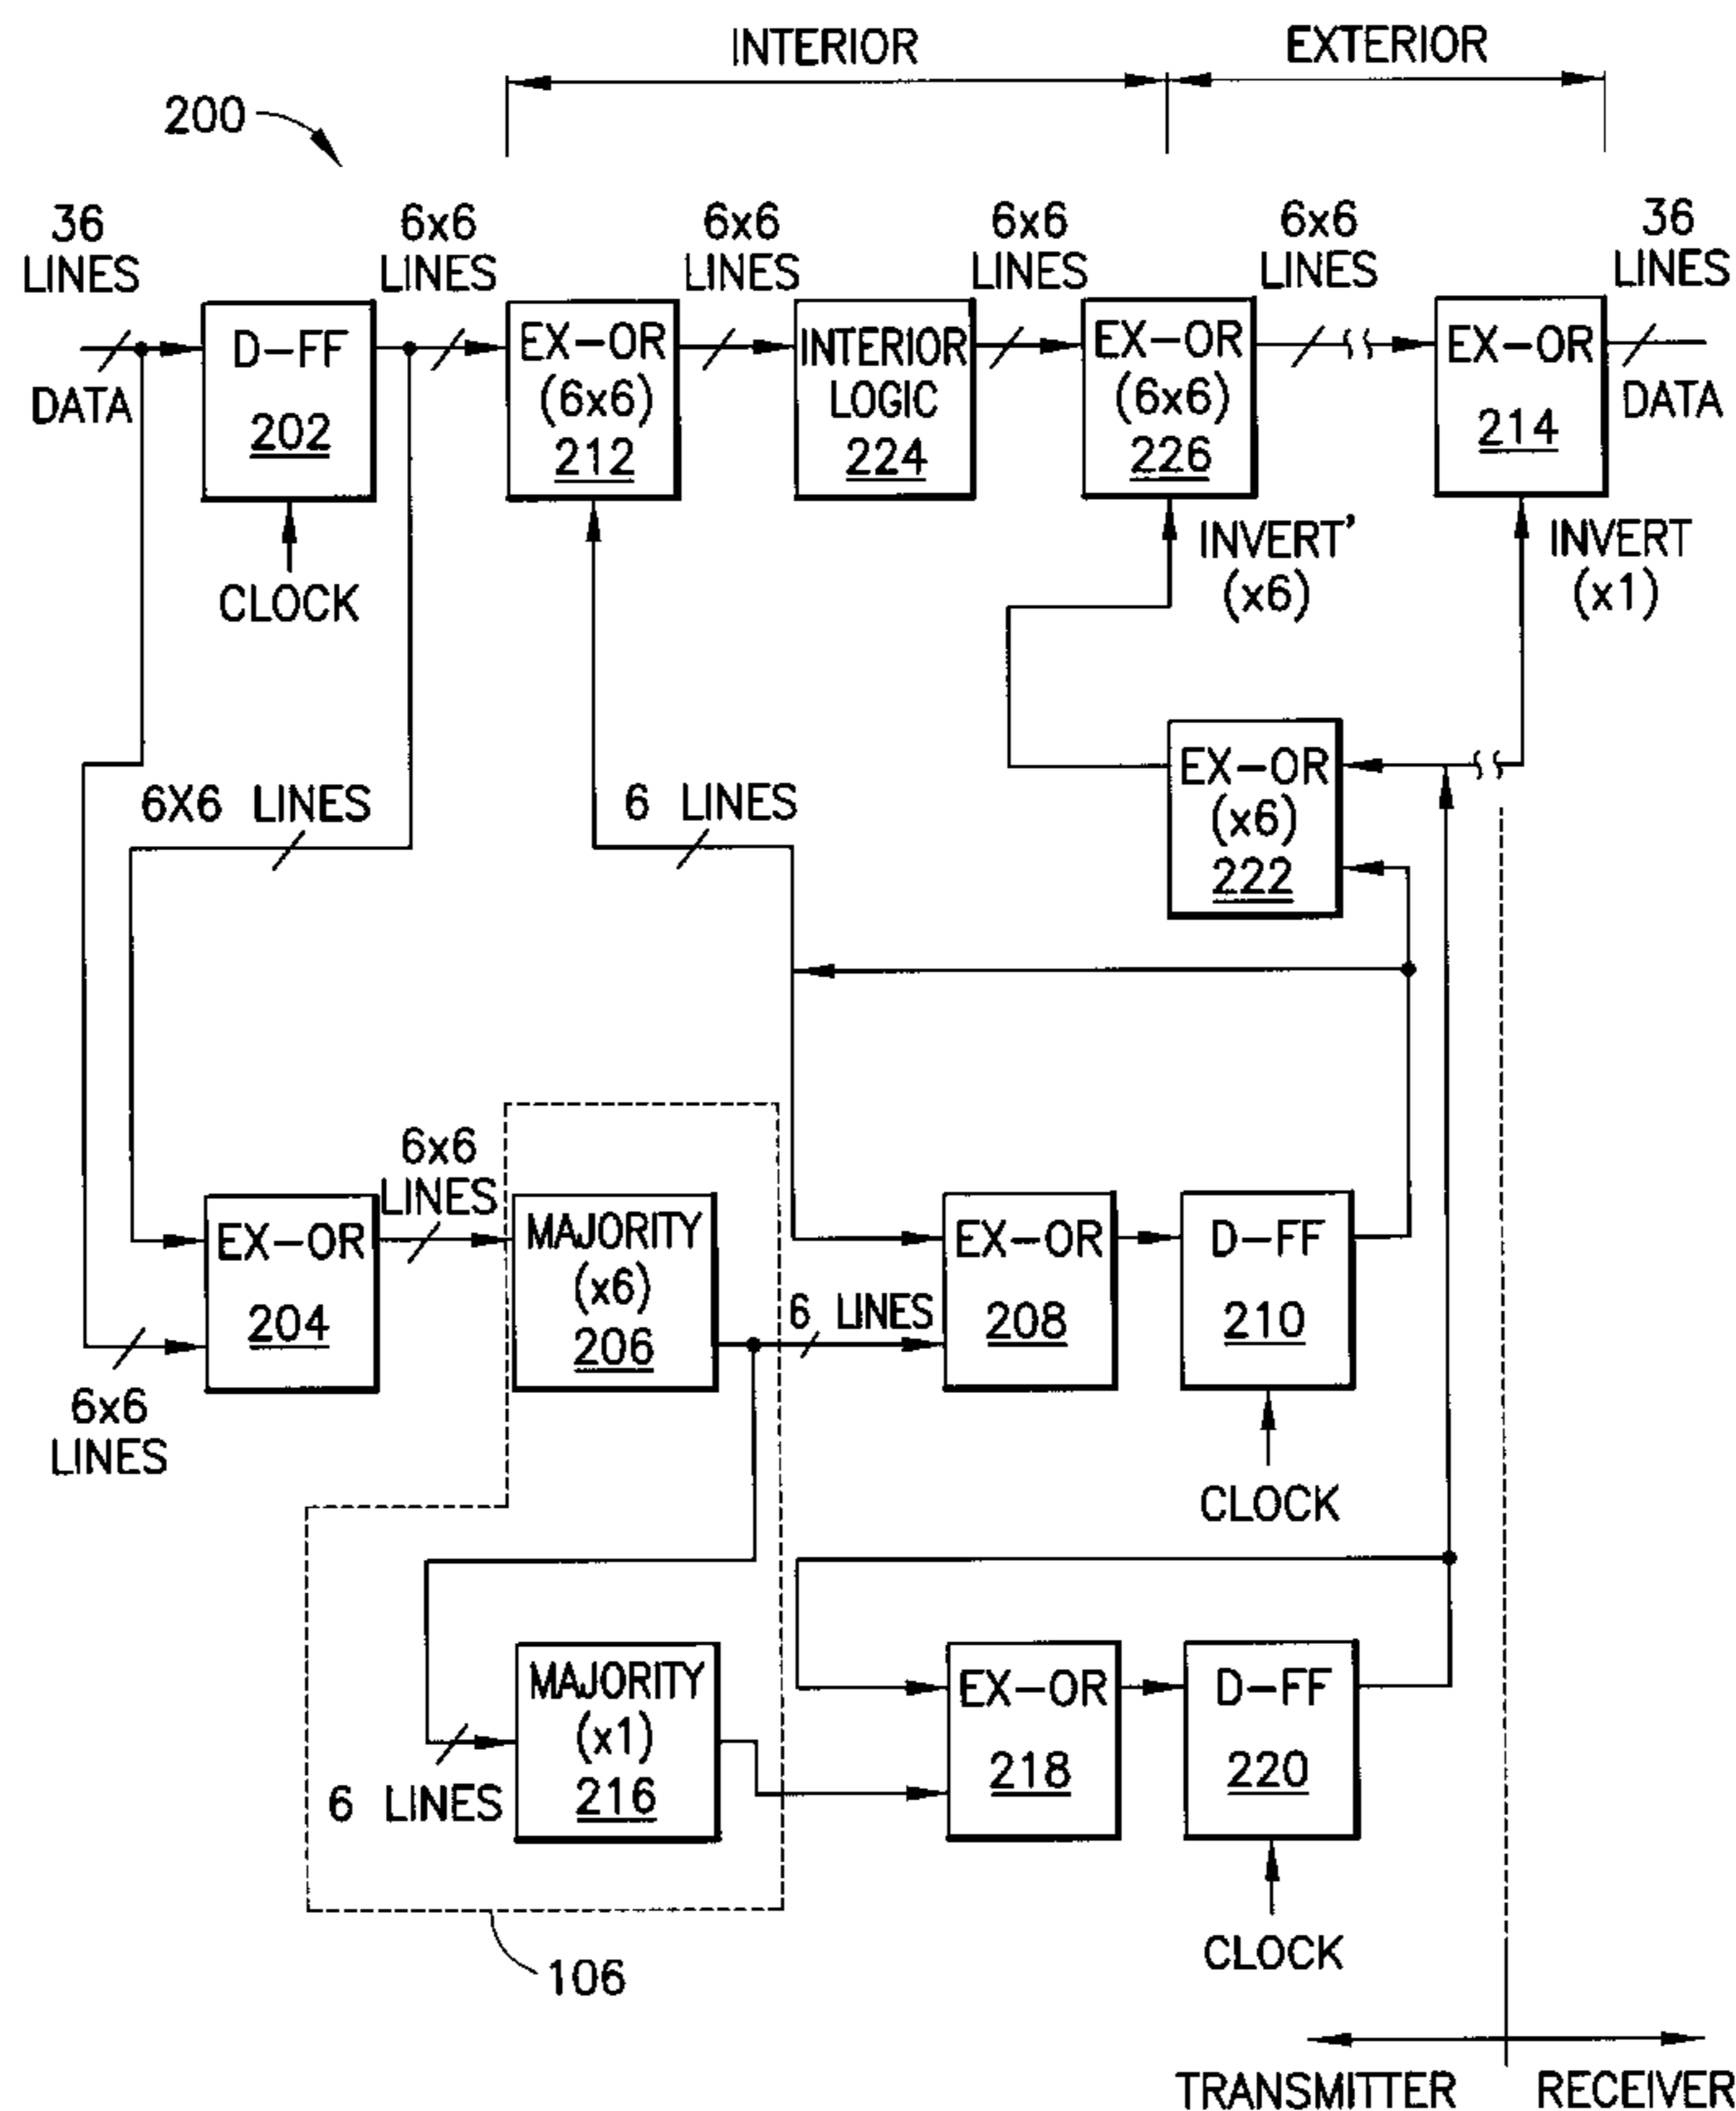 INTERIOR
EXTERIOR
200
36
LINES
6x6
LINES
6x6
LINES
6x6
LINES
6x6
LINES
36
LINES
DATA
D-FF
202
CLOCK
EX-OR
(6x6)
212
INTERIOR
LOGIC
224
EX-OR
(6x6)
226
EX-OR
214
DATA
INVERT'
(x6)
INVERT
(x1)
6X6 LINES
6 LINES
EX-OR
(x6)
222
6x6
LINES
EX-OR
204
MAJORITY
(x6)
206
6 LINES
EX-OR
208
D-FF
210
6x6
LINES
CLOCK
MAJORITY
(x1)
216
6 LINES
EX-OR
218
D-FF
220
CLOCK
106
TRANSMITTER
RECEIVER